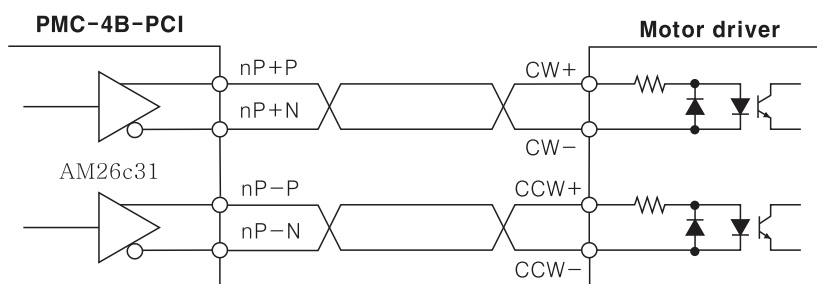 PMC-4B-PCI
Motor driver
nP+P
CW+
nP+N
CW-
AM26c31
nP-P
CCW+
nP-N
CCW-